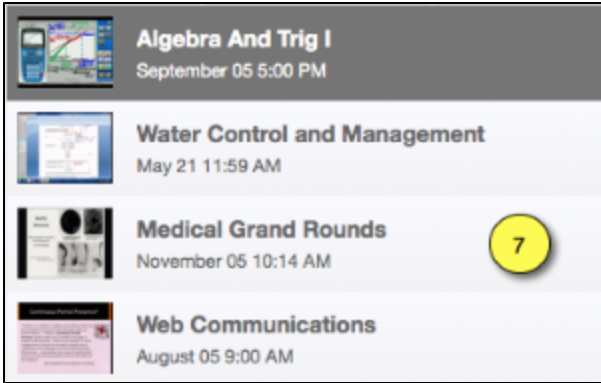 Algebra And Trig I
September 05 5:00 PM
Water Control and Management
May 21 11:59 AM
Medical Grand Rounds
November 05 10:14 AM
7
Web Communications
August 05 9:00 AM